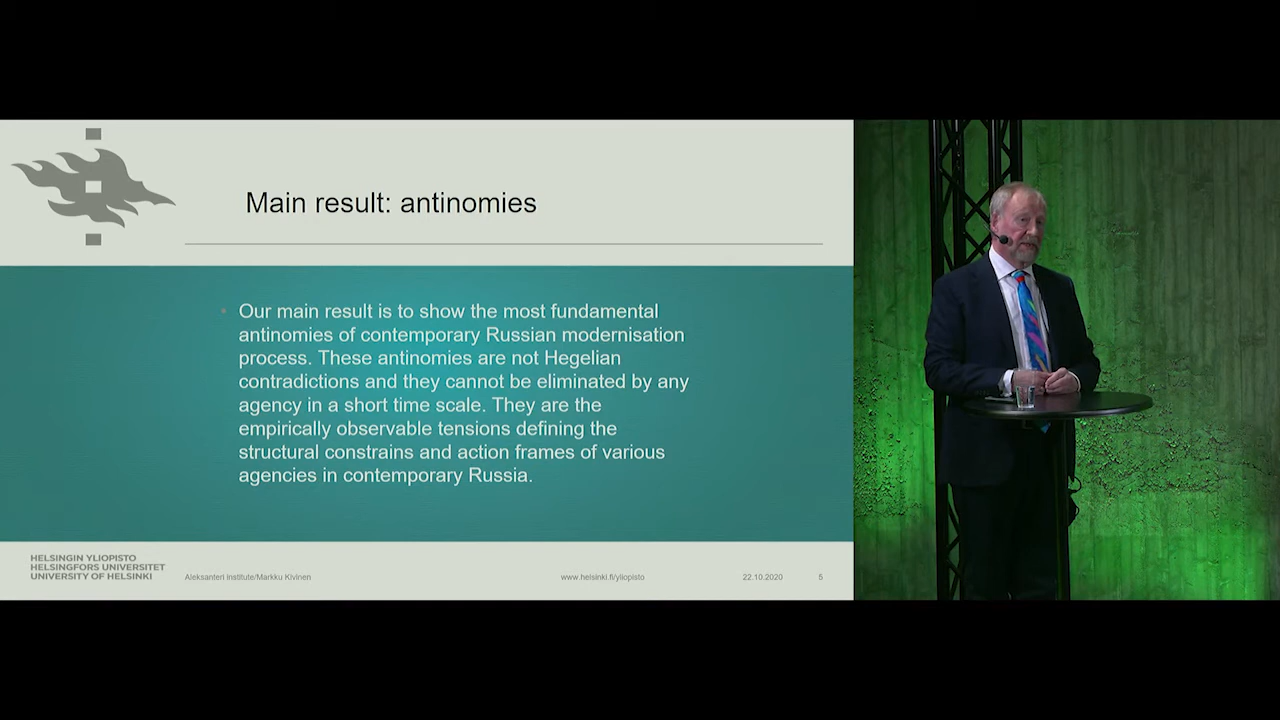 Main result: antinomies
Our main result is to show the most fundamental
antinomies of contemporary Russian modernisation
process. These antinomies are not Hegelian
contradictions and they cannot be eliminated by any
agency in a short time scale. They are the
empirically observable tensions defining the
structural constrains and action frames of various
agencies in contemporary Russia.
HELSINGIN YLIOPISTO
HELSINGFORS UNIVERSITET
UNIVERSITY OF HELSINKI
Aleksanteri institute/Markku Kivinen
www.helsinki.fi/yliopisto
22.10.2020
5